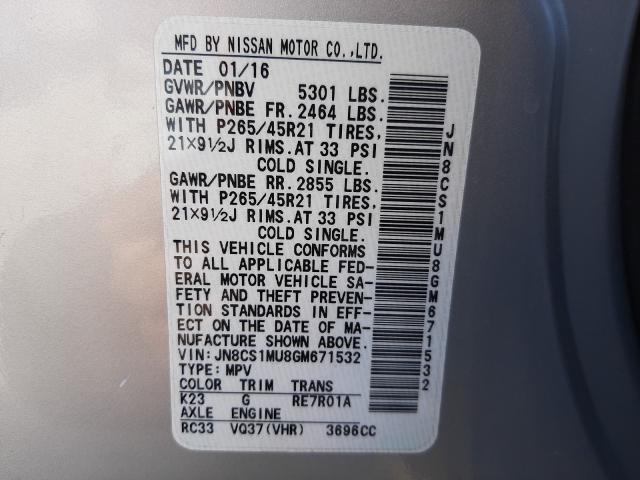 MFD BY NISSAN MOTOR CO.,LTD.
DATE 01/16
GVWR/PNBV 5301 LBS.
GAWR/PNBE FR. 2464 LBS.
WITH P265/45R21 TIRES,
21×9½J RIMS.AT 33 PSI
COLD SINGLE.
GAWR/PNBE RR. 2855 LBS.
WITH P265/45R21 TIRES,
21×9½J RIMS.AT 33 PSI
COLD SINGLE.
THIS VEHICLE CONFORMS
TO ALL APPLICABLE FED-
ERAL MOTOR VEHICLE SA-
FETY AND THEFT PREVEN-
TION STANDARDS IN EFF-
ECT ON THE DATE OF MA-
NUFACTURE SHOWN ABOVE.
VIN: JN8CS1MU8GM671532
TYPE: MPV
COLOR TRIM TRANS
K23 G RE7R01A
AXLE ENGINE
RC33 VQ37(VHR) 3696CC
JN8CS1MU8GM671532